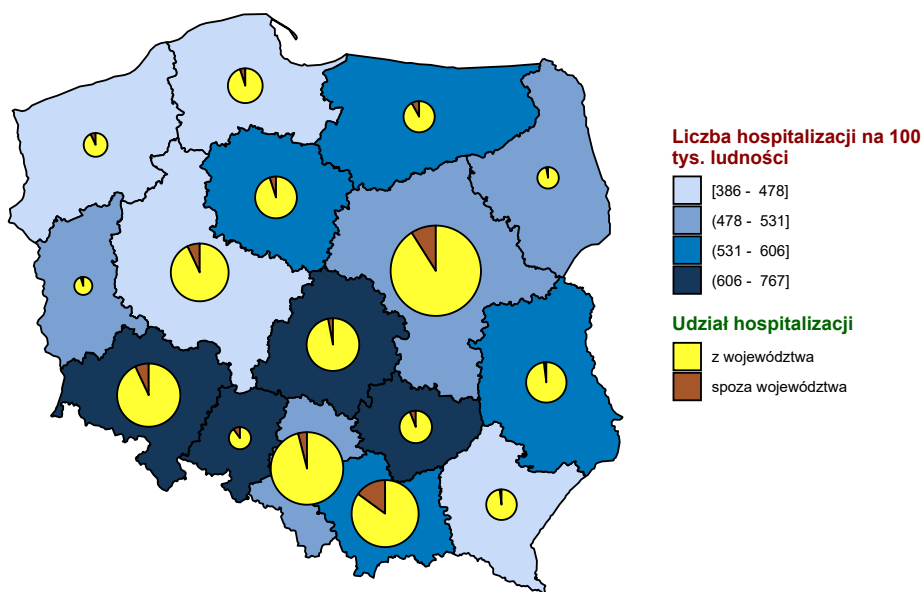 Liczba hospitalizacji na 100
tys. ludności
[386 - 478]
(478 - 531]
(531 - 606]
(606 - 767]
Udział hospitalizacji
z województwa
spoza województwa